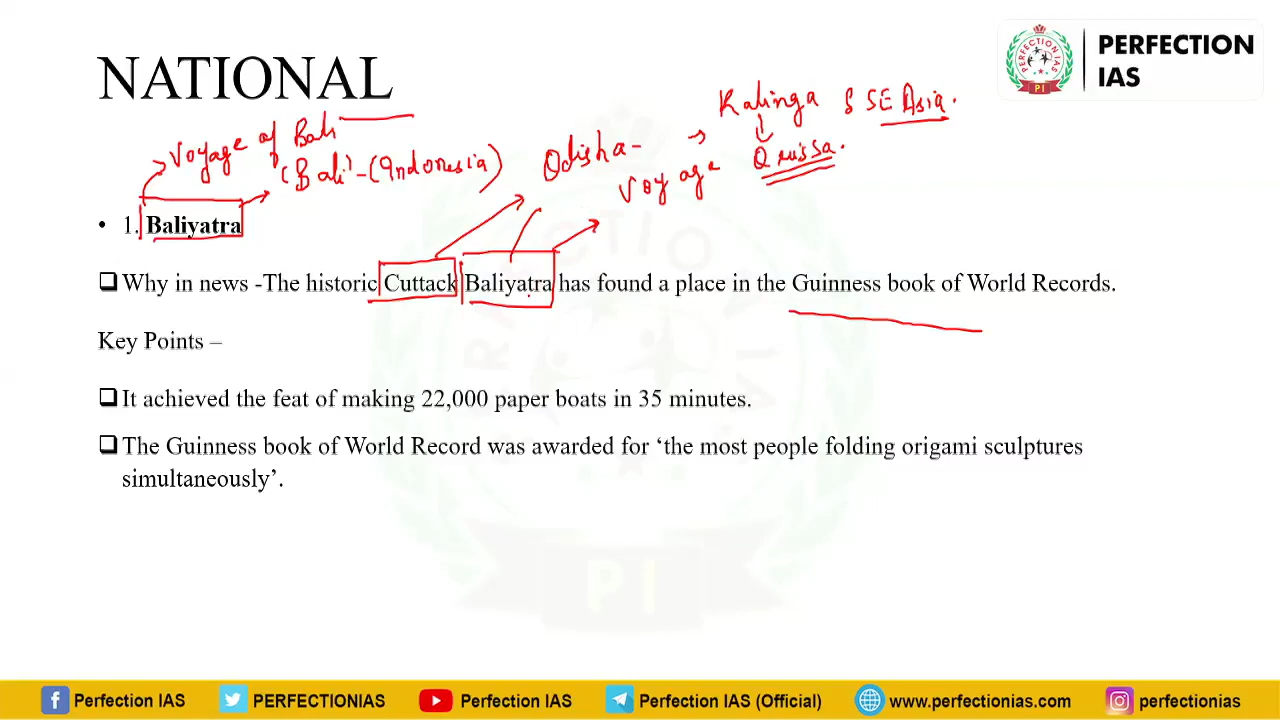 NATIONAL
PERFECTION
IAS
PERFECTION IAS
PI
Kalinga & SE Asia.
Voyage of Bali
Odisha-
Orissa.
'Bali'-(Indonesia)
Voyage
• 1. Baliyatra
❑Why in news -The historic Cuttack Baliyatra has found a place in the Guinness book of World Records.
Key Points –
❑It achieved the feat of making 22,000 paper boats in 35 minutes.
❑The Guinness book of World Record was awarded for ‘the most people folding origami sculptures
simultaneously’.
PI
Perfection IAS
PERFECTIONIAS
Perfection IAS
Perfection IAS (Official)
www.perfectionias.com
perfectionias